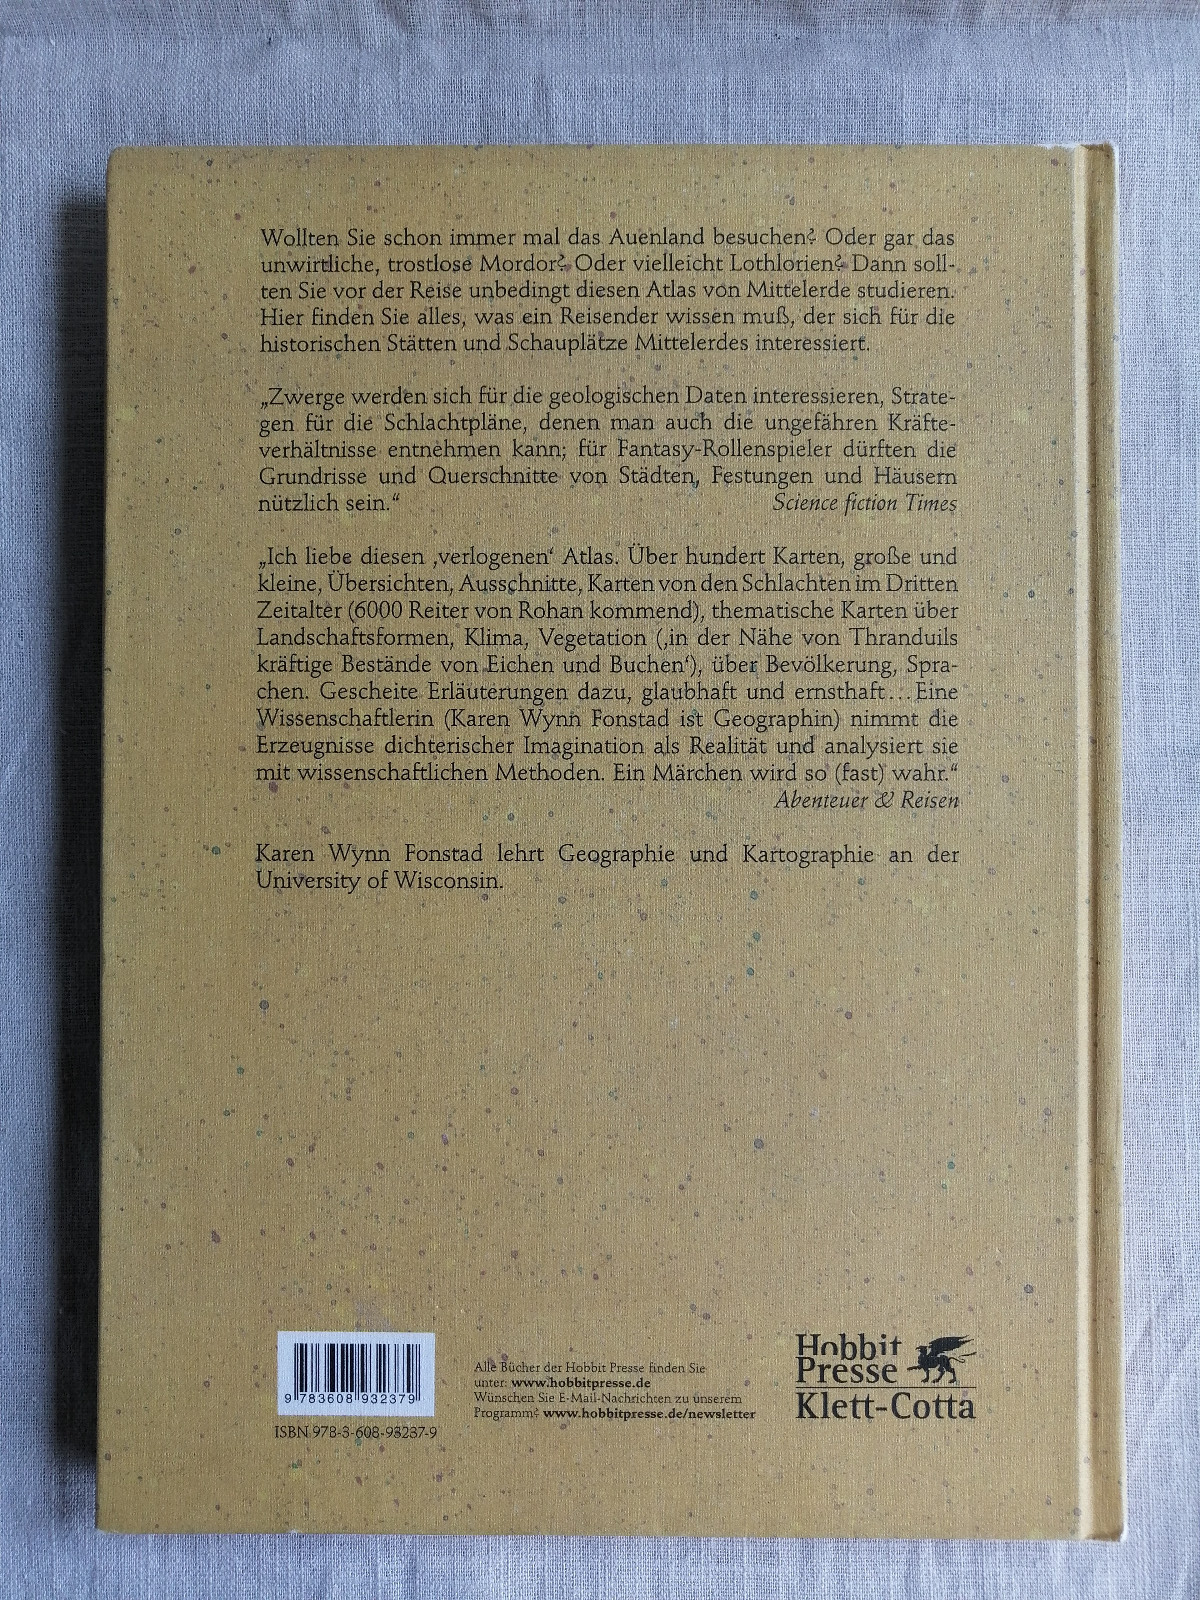 Wollten Sie schon immer mal das Auenland besuchen? Oder gar das
unwirtliche, trostlose Mordor? Oder vielleicht Lothlorien? Dann soll-
ten Sie vor der Reise unbedingt diesen Atlas von Mittelerde studieren.
Hier finden Sie alles, was ein Reisender wissen muß, der sich für die
historischen Stätten und Schauplätze Mittelerdes interessiert.
„Zwerge werden sich für die geologischen Daten interessieren, Strate-
gen für die Schlachtpläne, denen man auch die ungefähren Kräfte-
verhältnisse entnehmen kann; für Fantasy-Rollenspieler dürften die
Grundrisse und Querschnitte von Städten, Festungen und Häusern
nützlich sein.“ Science fiction Times
„Ich liebe diesen ‚verlogenen‘ Atlas. Über hundert Karten, große und
kleine, Übersichten, Ausschnitte, Karten von den Schlachten im Dritten
Zeitalter (6000 Reiter von Rohan kommend), thematische Karten über
Landschaftsformen, Klima, Vegetation (‚in der Nähe von Thranduils
kräftige Bestände von Eichen und Buchen‘), über Bevölkerung, Spra-
chen. Gescheite Erläuterungen dazu, glaubhaft und ernsthaft... Eine
Wissenschaftlerin (Karen Wynn Fonstad ist Geographin) nimmt die
Erzeugnisse dichterischer Imagination als Realität und analysiert sie
mit wissenschaftlichen Methoden. Ein Märchen wird so (fast) wahr.“
Abenteuer & Reisen
Karen Wynn Fonstad lehrt Geographie und Kartographie an der
University of Wisconsin.
9 783608 932379
ISBN 978-3-608-93237-9
Alle Bücher der Hobbit Presse finden Sie
unter: www.hobbitpresse.de
Wünschen Sie E-Mail-Nachrichten zu unserem
Programm? www.hobbitpresse.de/newsletter
Hobbit
Presse
Klett-Cotta